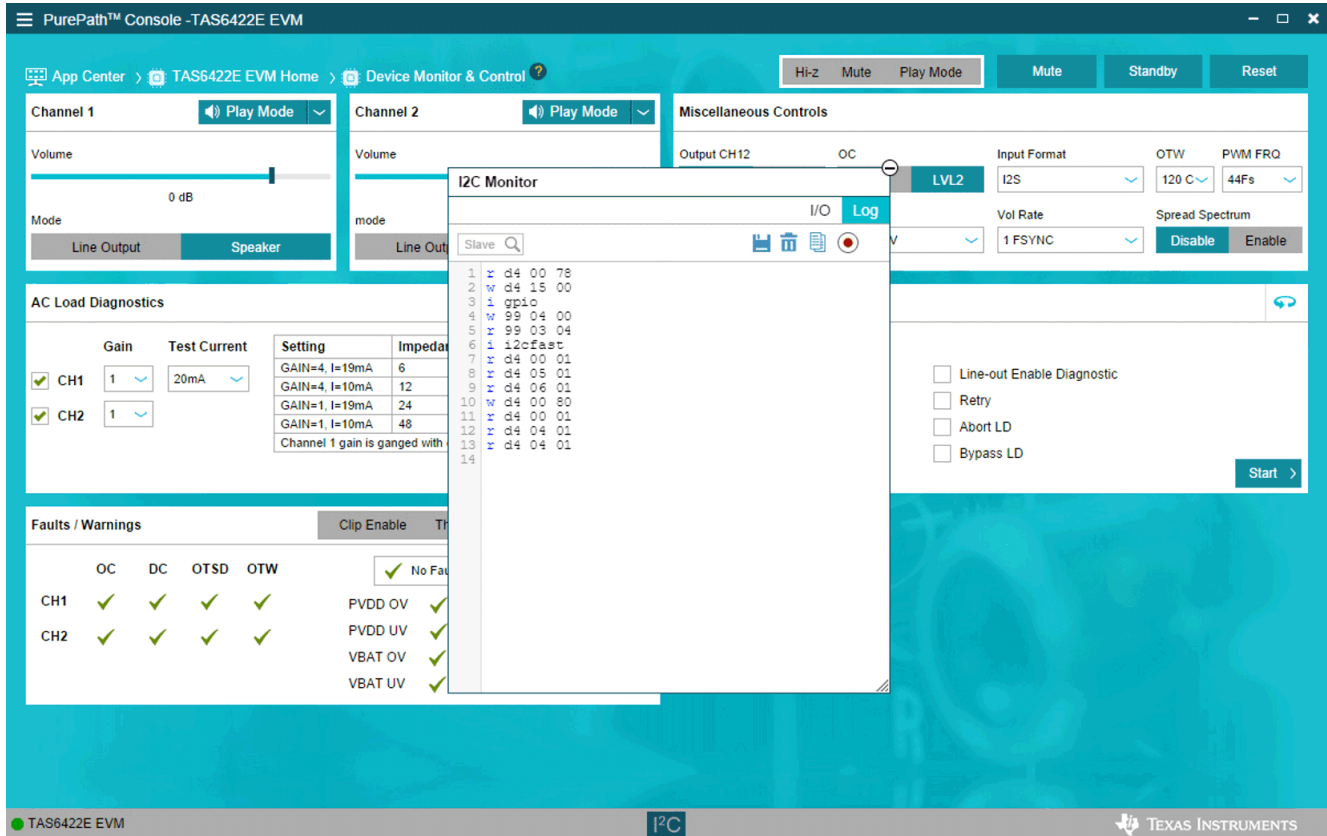 PurePath™ Console -TAS6422E EVM
App Center > TAS6422E EVM Home > Device Monitor & Control ?
Hi-z Mute Play Mode
Mute
Standby
Reset
Channel 1
Play Mode
Volume
0 dB
Mode
Line Output Speaker
Channel 2
Play Mode
Volume
mode
Line Outp
Miscellaneous Controls
Output CH12 OC Input Format OTW PWM FRQ
LVL2 I2S 120 C 44Fs
Vol Rate Spread Spectrum
V 1 FSYNC Disable Enable
I2C Monitor
I/O Log
Slave
1 r d4 00 78
2 w d4 15 00
3 i gpio
4 w 99 04 00
5 r 99 03 04
6 i i2cfast
7 r d4 00 01
8 r d4 05 01
9 r d4 06 01
10 w d4 00 80
11 r d4 00 01
12 r d4 04 01
13 r d4 04 01
14
AC Load Diagnostics
Gain Test Current
CH1 1 20mA
CH2 1
Setting Impedan
GAIN=4, I=19mA 6
GAIN=4, I=10mA 12
GAIN=1, I=19mA 24
GAIN=1, I=10mA 48
Channel 1 gain is ganged with
Line-out Enable Diagnostic
Retry
Abort LD
Bypass LD
Start >
Faults / Warnings
Clip Enable Th
OC DC OTSD OTW
CH1
CH2
No Fau
PVDD OV
PVDD UV
VBAT OV
VBAT UV
TAS6422E EVM
I²C
TEXAS INSTRUMENTS